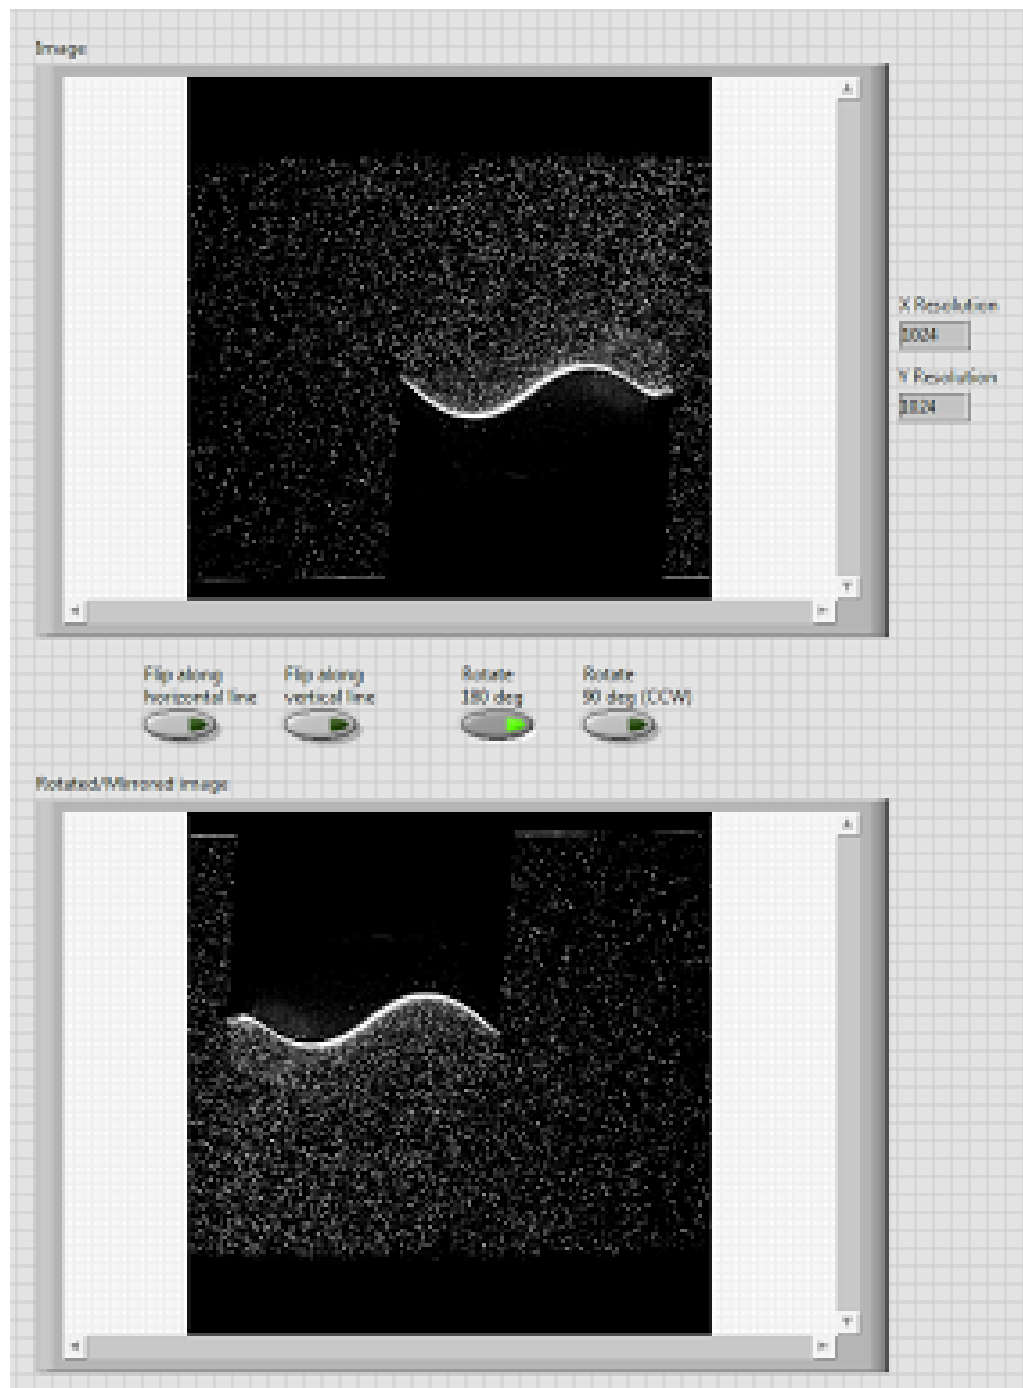 Image
X Resolution
1024
Y Resolution
1024
Flip along
horizontal line
Flip along
vertical line
Rotate
180 deg
Rotate
90 deg (CCW)
Rotated/Mirrored image